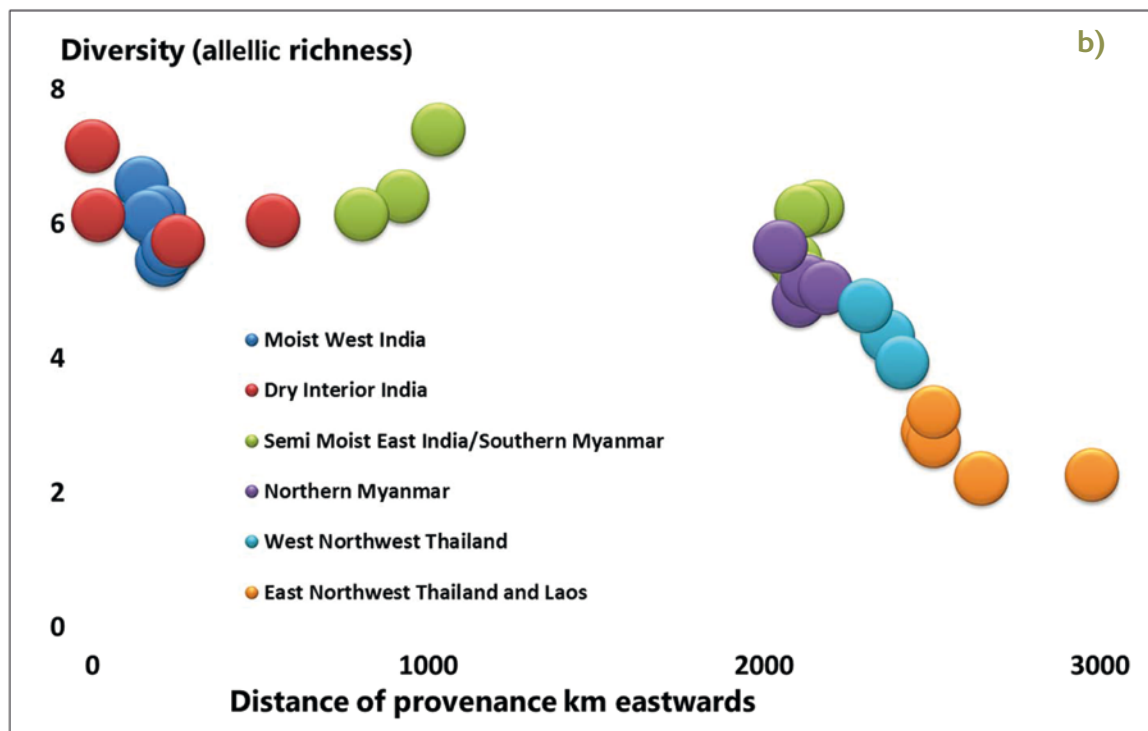 b)
Diversity (allellic richness)
8
6
4
2
0
Moist West India
Dry Interior India
Semi Moist East India/Southern Myanmar
Northern Myanmar
West Northwest Thailand
East Northwest Thailand and Laos
0 1000 2000 3000
Distance of provenance km eastwards